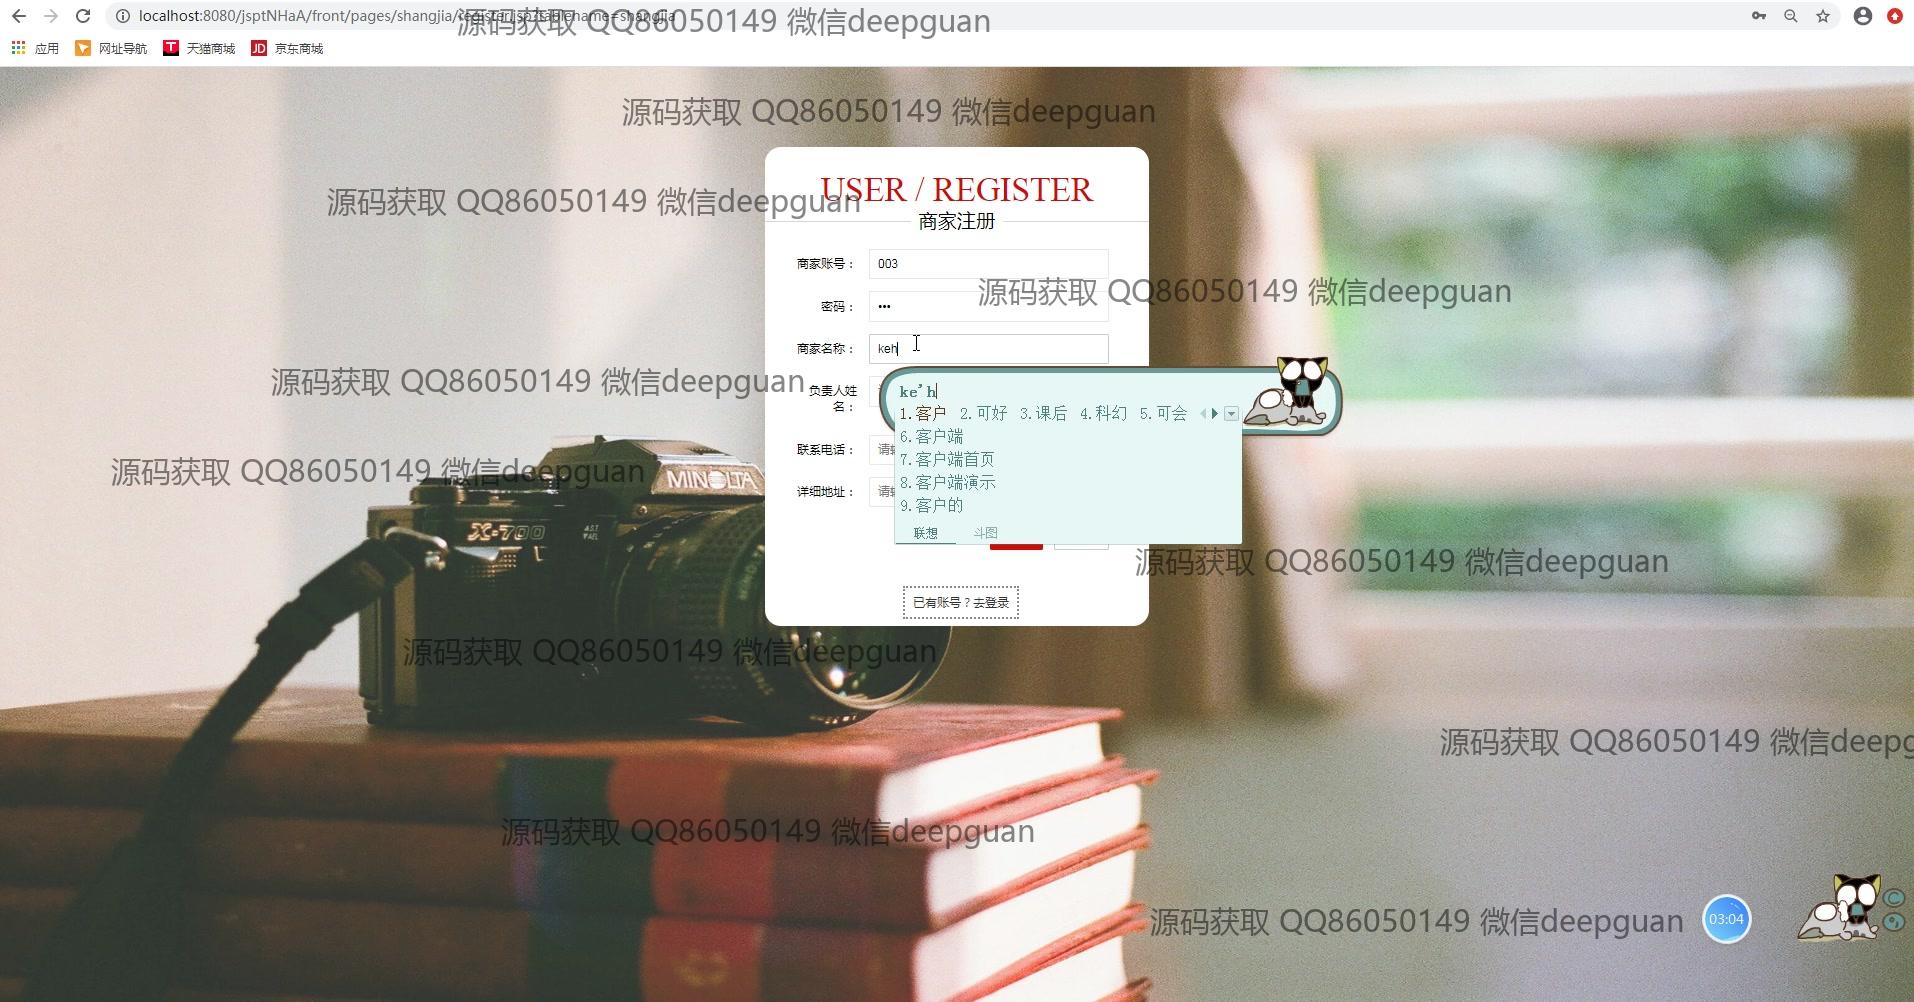 localhost:8080/jsptNHaA/front/pages/shangjia/register.jsp?tablename=shangjia
源码获取 QQ86050149 微信deepguan
应用 网址导航 天猫商城 JD 京东商城
源码获取 QQ86050149 微信deepguan
USER / REGISTER
源码获取 QQ86050149 微信deepguan
商家注册
商家账号： 003
源码获取 QQ86050149 微信deepguan
密码： •••
商家名称： keh
源码获取 QQ86050149 微信deepguan
负责人姓
名：
ke'h
1.客户 2.可好 3.课后 4.科幻 5.可会
6.客户端
联系电话： 请
7.客户端首页
源码获取 QQ86050149 微信deepguan
MINOLTA
8.客户端演示
详细地址： 请
9.客户的
X-700
联想 斗图
源码获取 QQ86050149 微信deepguan
已有账号？去登录
源码获取 QQ86050149 微信deepguan
源码获取 QQ86050149 微信deepg
源码获取 QQ86050149 微信deepguan
源码获取 QQ86050149 微信deepguan
03:04